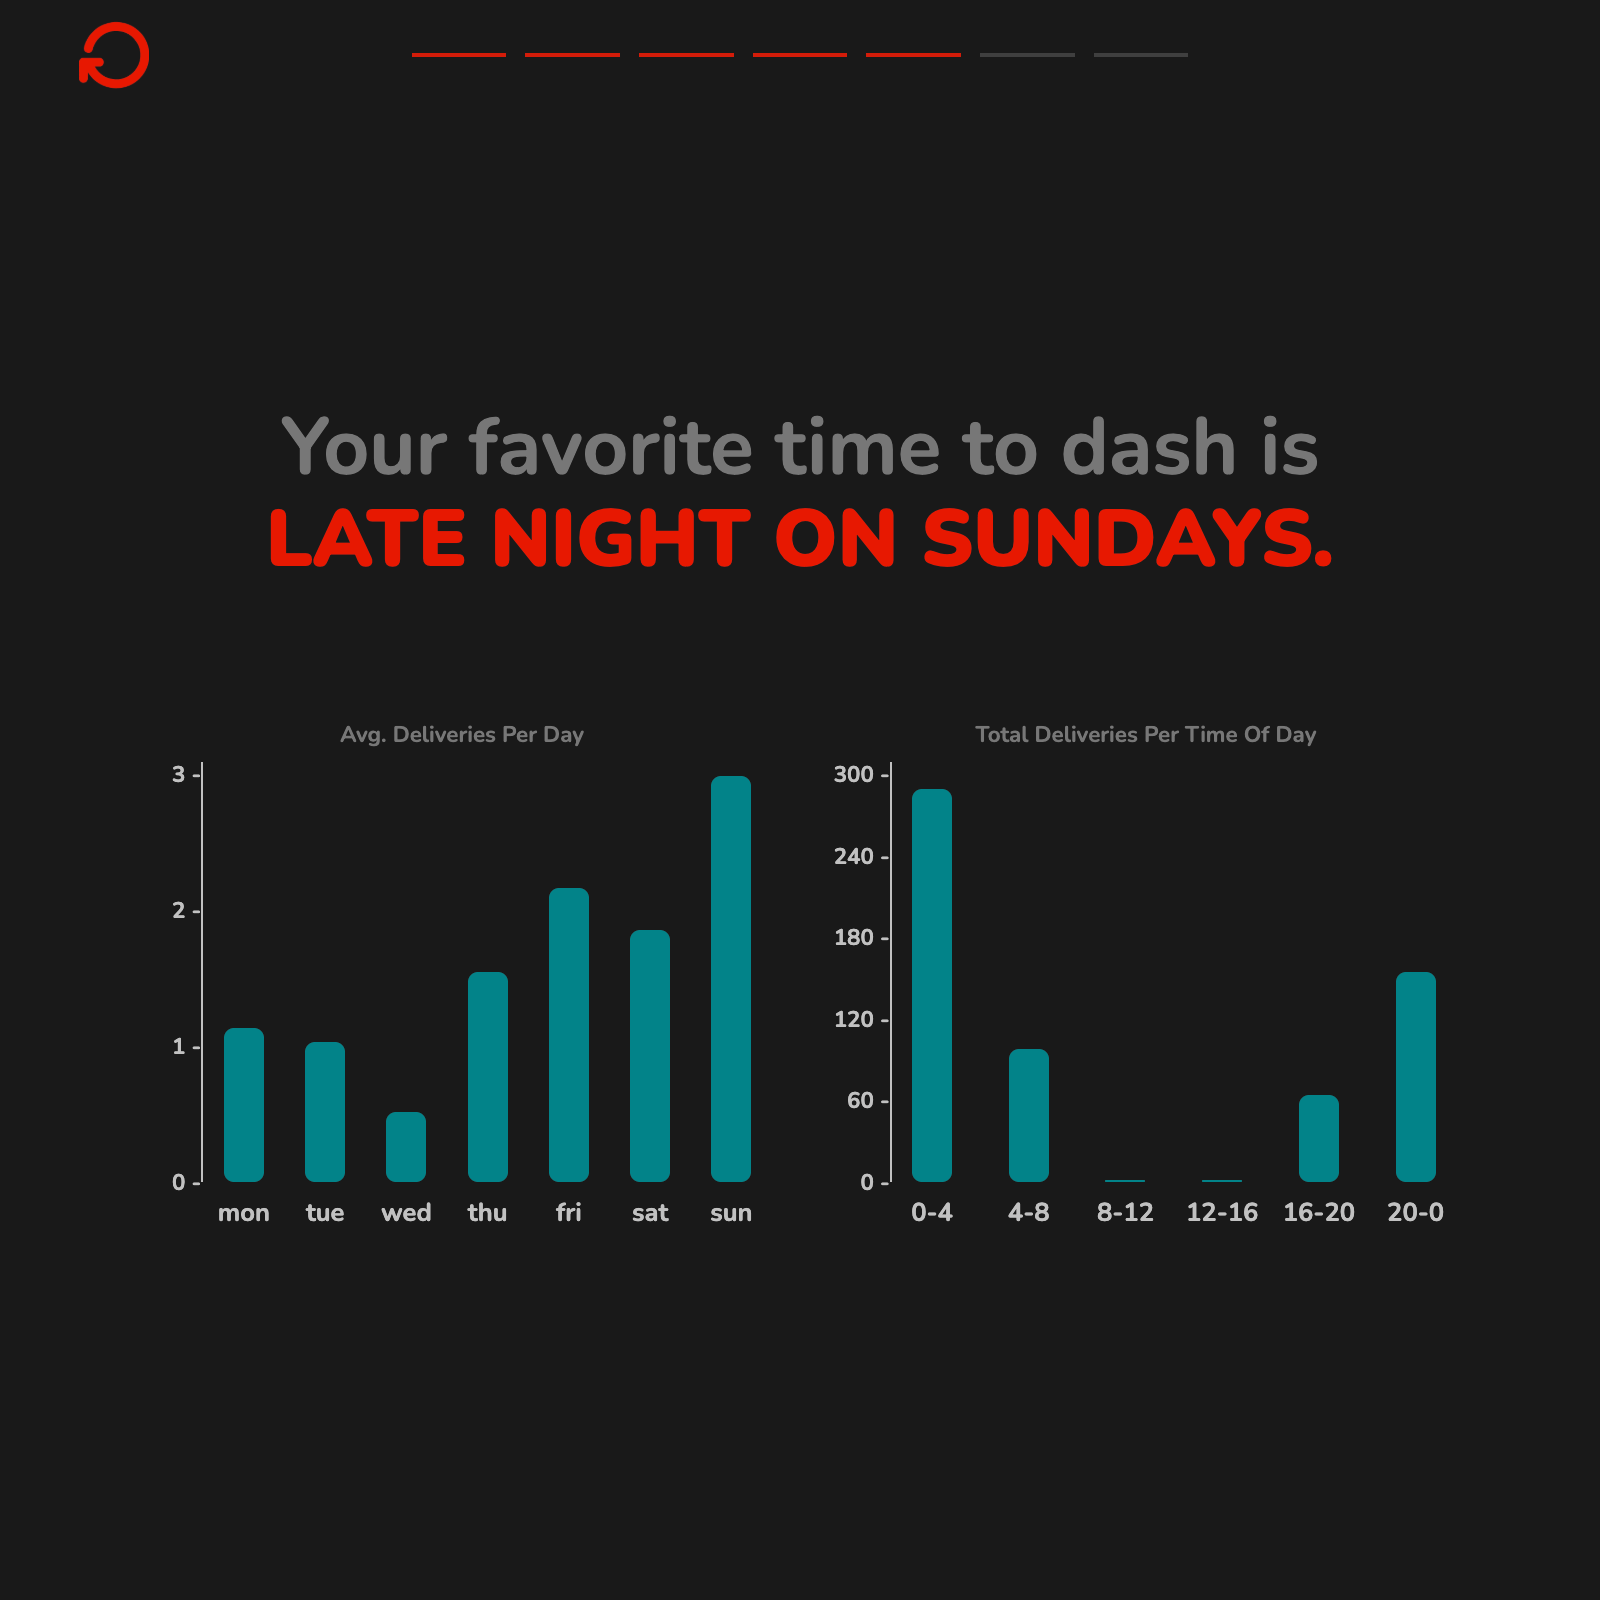 Your favorite time to dash is
LATE NIGHT ON SUNDAYS.
Avg. Deliveries Per Day
3
2
1
0
mon tue wed thu fri sat sun
Total Deliveries Per Time Of Day
300
240
180
120
60
0
0-4 4-8 8-12 12-16 16-20 20-0